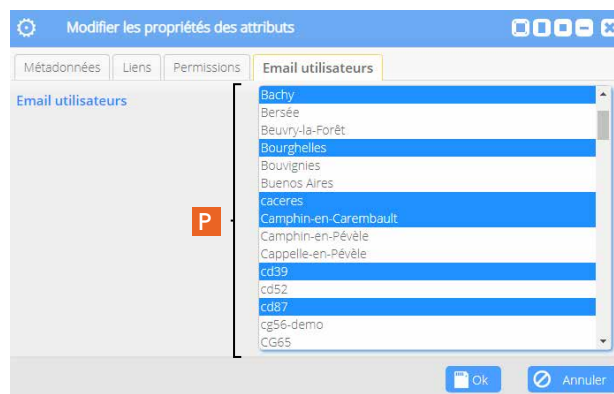 Modifier les propriétés des attributs
Métadonnées Liens Permissions Email utilisateurs
Email utilisateurs
Bachy
Bersée
Beuvry-la-Forêt
Bourghelles
Bouvignies
Buenos Aires
caceres
Camphin-en-Carembault
P
Camphin-en-Pévèle
Cappelle-en-Pévèle
cd39
cd52
cd87
cg56-demo
CG65
Ok Annuler